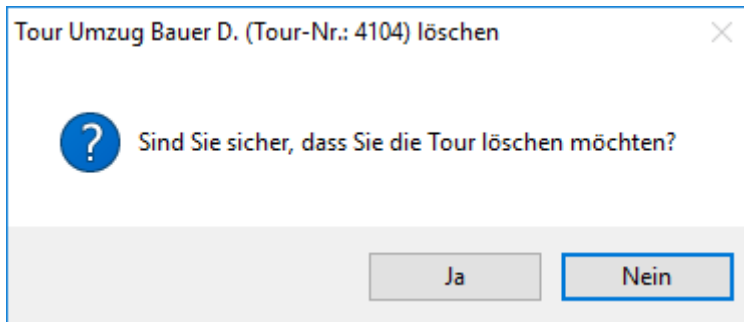 Tour Umzug Bauer D. (Tour-Nr.: 4104) löschen
?
Sind Sie sicher, dass Sie die Tour löschen möchten?
Ja
Nein